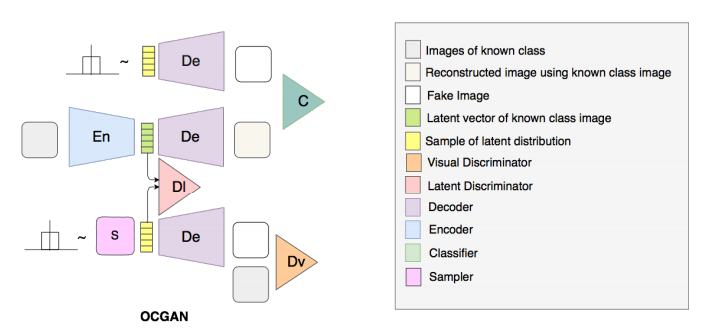 ~
De
C
En
De
Dl
~
S
De
Dv
OCGAN
Images of known class
Reconstructed image using known class image
Fake Image
Latent vector of known class image
Sample of latent distribution
Visual Discriminator
Latent Discriminator
Decoder
Encoder
Classifier
Sampler